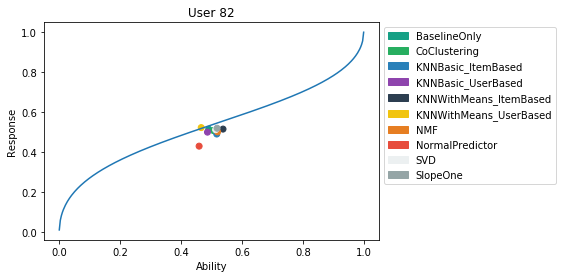 User 82
1.0
0.8
0.6
0.4
0.2
0.0
Response
0.0 0.2 0.4 0.6 0.8 1.0
Ability
BaselineOnly
CoClustering
KNNBasic_ItemBased
KNNBasic_UserBased
KNNWithMeans_ItemBased
KNNWithMeans_UserBased
NMF
NormalPredictor
SVD
SlopeOne